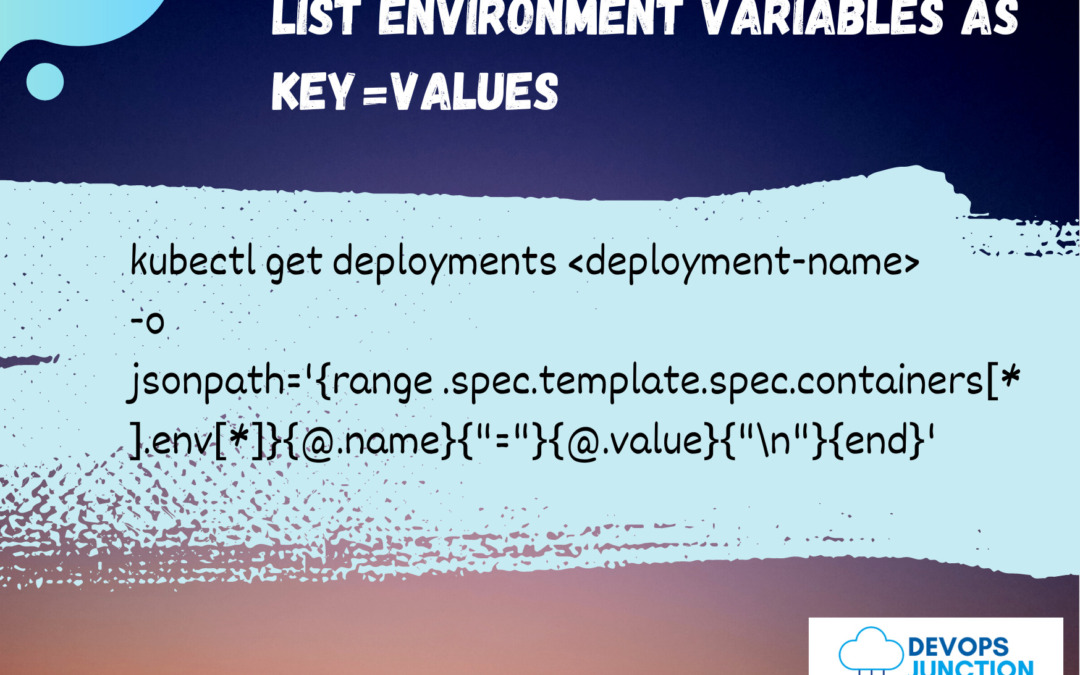 LIST ENVIRONMENT VARIABLES AS
KEY=VALUES
kubectl get deployments <deployment-name>
-o
jsonpath='{range .spec.template.spec.containers[*
].env[*]}{@.name}{"="}{@.value}{"\n"}{end}'
DEVOPS
JUNCTION